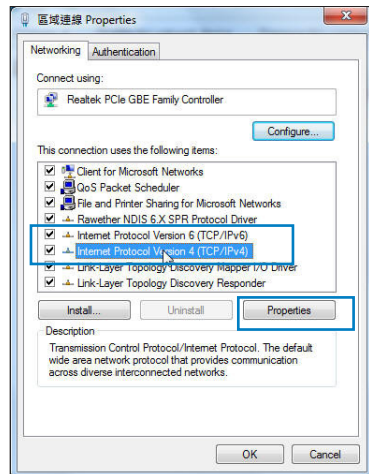 區域連線 Properties
Networking
Authentication
Connect using:
Realtek PCIe GBE Family Controller
Configure...
This connection uses the following items:
Client for Microsoft Networks
QoS Packet Scheduler
File and Printer Sharing for Microsoft Networks
Rawether NDIS 6.X SPR Protocol Driver
Internet Protocol Version 6 (TCP/IPv6)
Internet Protocol Version 4 (TCP/IPv4)
Link-Layer Topology Discovery Mapper I/O Driver
Link-Layer Topology Discovery Responder
Install...
Uninstall
Properties
Description
Transmission Control Protocol/Internet Protocol. The default
wide area network protocol that provides communication
across diverse interconnected networks.
OK
Cancel